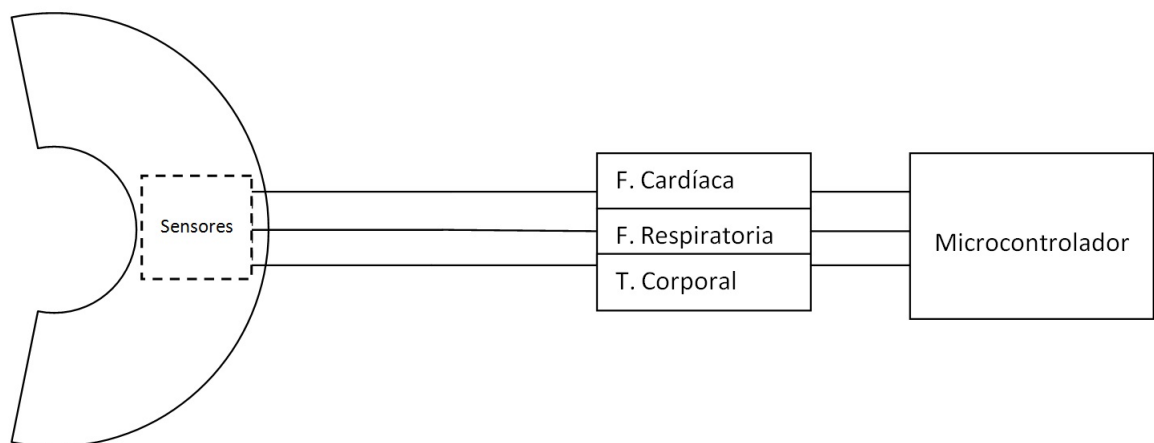 Sensores
F. Cardíaca
F. Respiratoria
T. Corporal
Microcontrolador